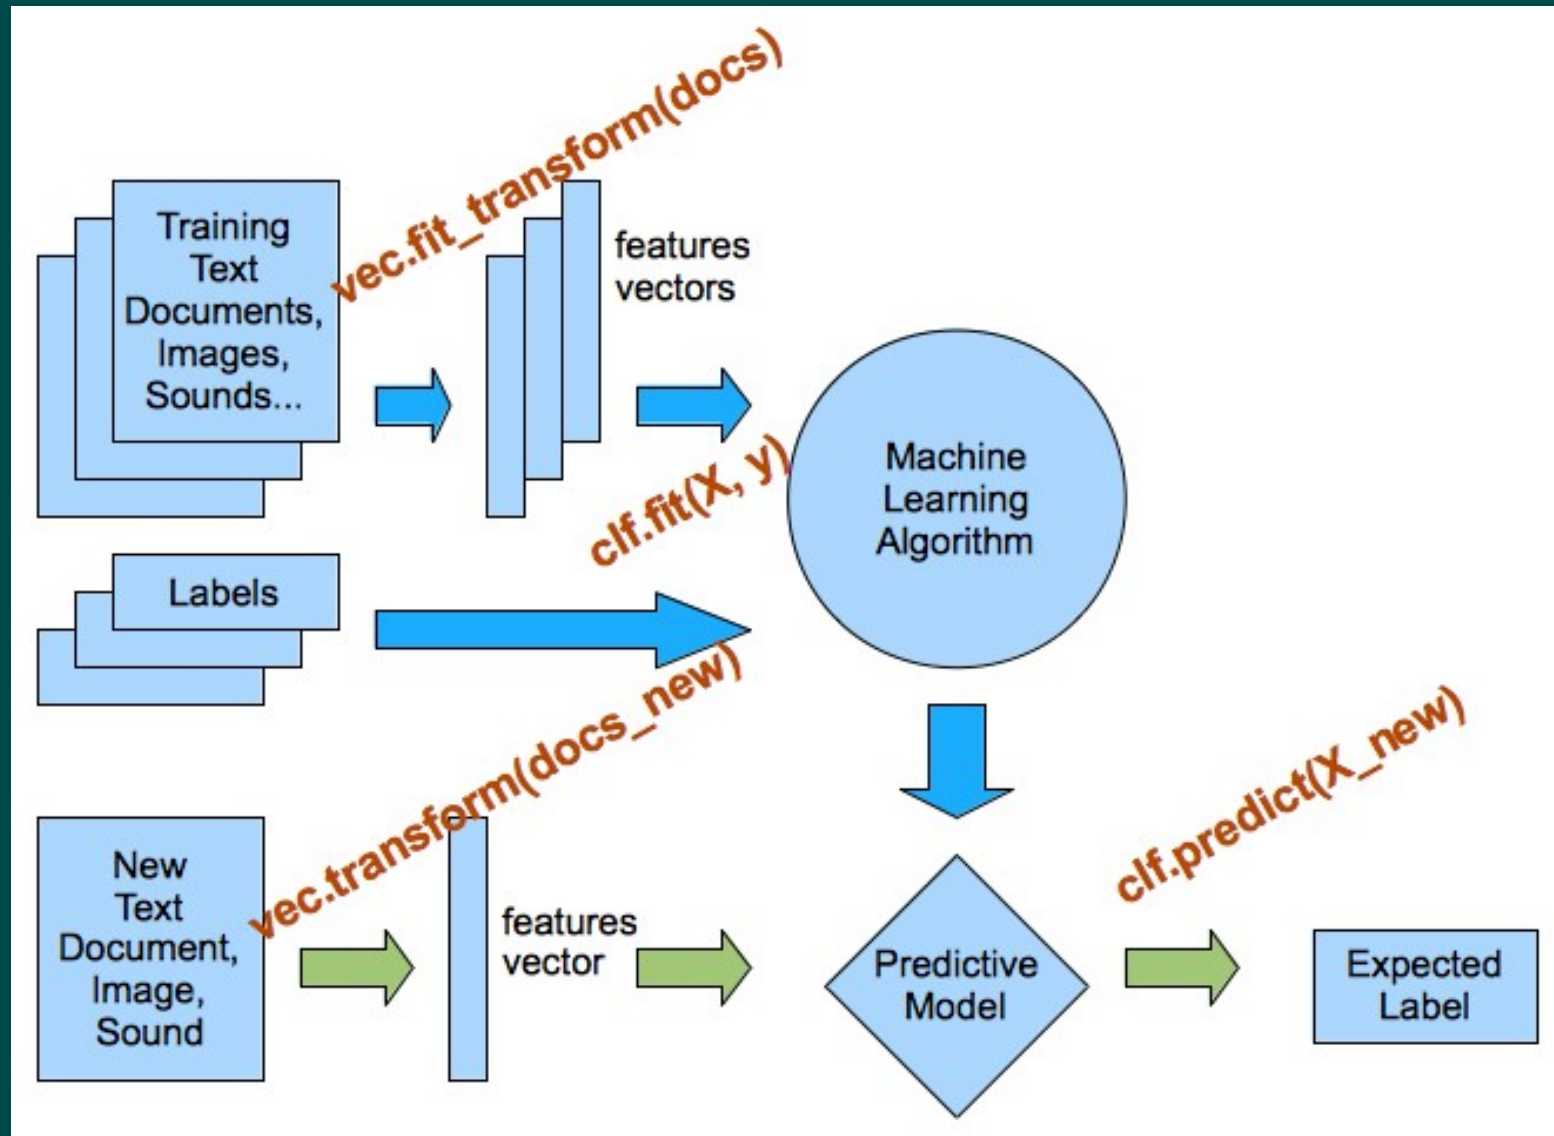 vec.fit_transform(docs)
Training
Text
Documents,
Images,
Sounds...
features
vectors
clf.fit(X, y)
Machine
Learning
Algorithm
Labels
vec.transform(docs_new)
New
Text
Document,
Image,
Sound
features
vector
Predictive
Model
clf.predict(X_new)
Expected
Label